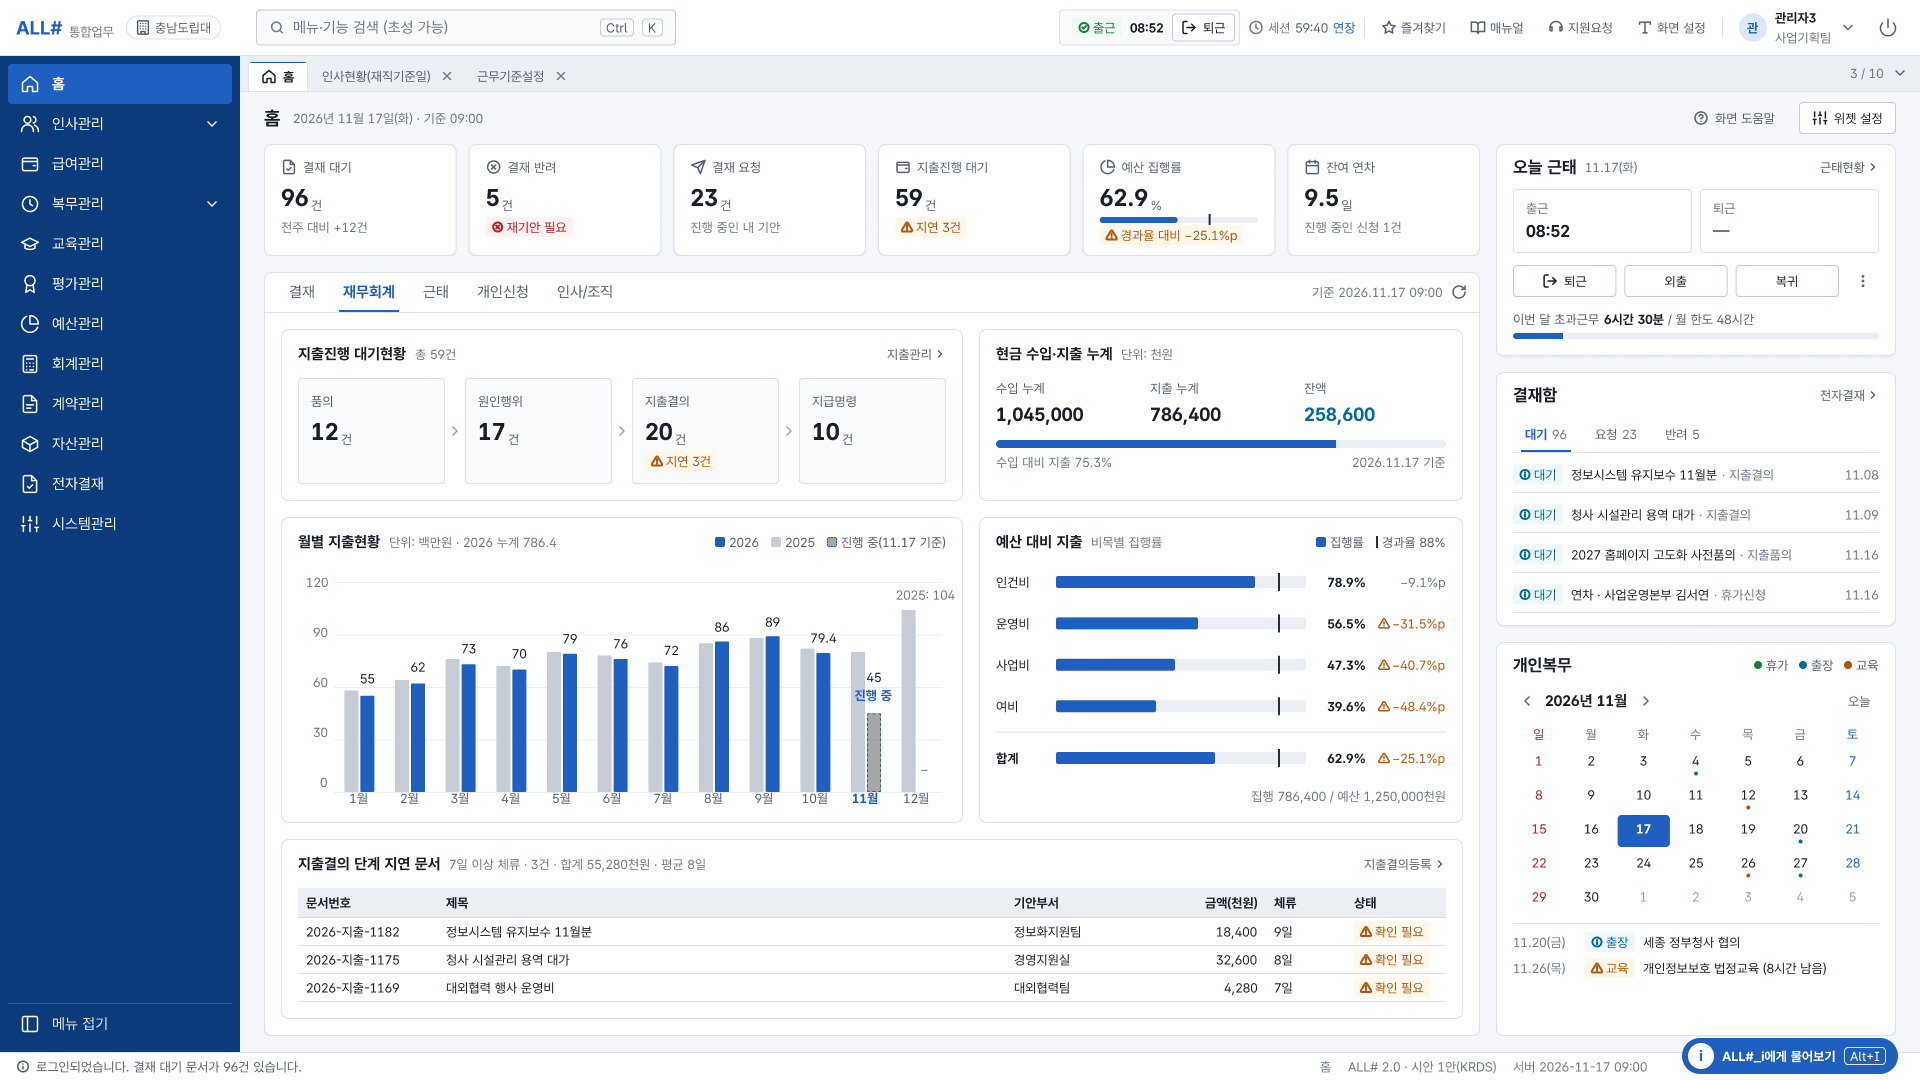 ALL# 통합업무 충남도립대 메뉴·기능 검색 (초성 가능) Ctrl K 출근 08:52 퇴근 세션 59:40 연장 즐겨찾기 매뉴얼 지원요청 화면 설정 관 관리자3 사업기획팀
홈 인사현황(재직기준일) 근무기준설정 3 / 10
홈
인사관리
급여관리
복무관리
교육관리
평가관리
예산관리
회계관리
계약관리
자산관리
전자결재
시스템관리
메뉴 접기
홈 2026년 11월 17일(화) · 기준 09:00 화면 도움말 위젯 설정
결재 대기
96 건
전주 대비 +12건
결재 반려
5 건
재기안 필요
결재 요청
23 건
진행 중인 내 기안
지출진행 대기
59 건
지연 3건
예산 집행률
62.9 %
경과율 대비 −25.1%p
잔여 연차
9.5 일
진행 중인 신청 1건
결재 재무회계 근태 개인신청 인사/조직 기준 2026.11.17 09:00
지출진행 대기현황 총 59건 지출관리
품의
12 건
원인행위
17 건
지출결의
20 건
지연 3건
지급명령
10 건
현금 수입·지출 누계 단위: 천원
수입 누계 지출 누계 잔액
1,045,000 786,400 258,600
수입 대비 지출 75.3% 2026.11.17 기준
월별 지출현황 단위: 백만원 · 2026 누계 786.4 2026 2025 진행 중(11.17 기준)
120
90
60
30
0
55
62
73
70
79
76
72
86
89
79.4
45
진행 중
2025: 104
–
1월 2월 3월 4월 5월 6월 7월 8월 9월 10월 11월 12월
예산 대비 지출 비목별 집행률 집행률 경과율 88%
인건비 78.9% −9.1%p
운영비 56.5% −31.5%p
사업비 47.3% −40.7%p
여비 39.6% −48.4%p
합계 62.9% −25.1%p
집행 786,400 / 예산 1,250,000천원
지출결의 단계 지연 문서 7일 이상 체류 · 3건 · 합계 55,280천원 · 평균 8일 지출결의등록
문서번호 제목 기안부서 금액(천원) 체류 상태
2026-지출-1182 정보시스템 유지보수 11월분 정보화지원팀 18,400 9일 확인 필요
2026-지출-1175 청사 시설관리 용역 대가 경영지원실 32,600 8일 확인 필요
2026-지출-1169 대외협력 행사 운영비 대외협력팀 4,280 7일 확인 필요
오늘 근태 11.17(화) 근태현황
출근
08:52
퇴근
—
퇴근 외출 복귀
이번 달 초과근무 6시간 30분 / 월 한도 48시간
결재함 전자결재
대기 96 요청 23 반려 5
대기 정보시스템 유지보수 11월분 · 지출결의 11.08
대기 청사 시설관리 용역 대가 · 지출결의 11.09
대기 2027 홈페이지 고도화 사전품의 · 지출품의 11.16
대기 연차 · 사업운영본부 김서연 · 휴가신청 11.16
개인복무 휴가 출장 교육
2026년 11월 오늘
일 월 화 수 목 금 토
1 2 3 4 5 6 7
8 9 10 11 12 13 14
15 16 17 18 19 20 21
22 23 24 25 26 27 28
29 30 1 2 3 4 5
11.20(금) 출장 세종 정부청사 협의
11.26(목) 교육 개인정보보호 법정교육 (8시간 남음)
로그인되었습니다. 결재 대기 문서가 96건 있습니다. 홈 ALL# 2.0 · 시안 1안(KRDS) 서버 2026-11-17 09:00
i ALL#_i에게 물어보기 Alt+I